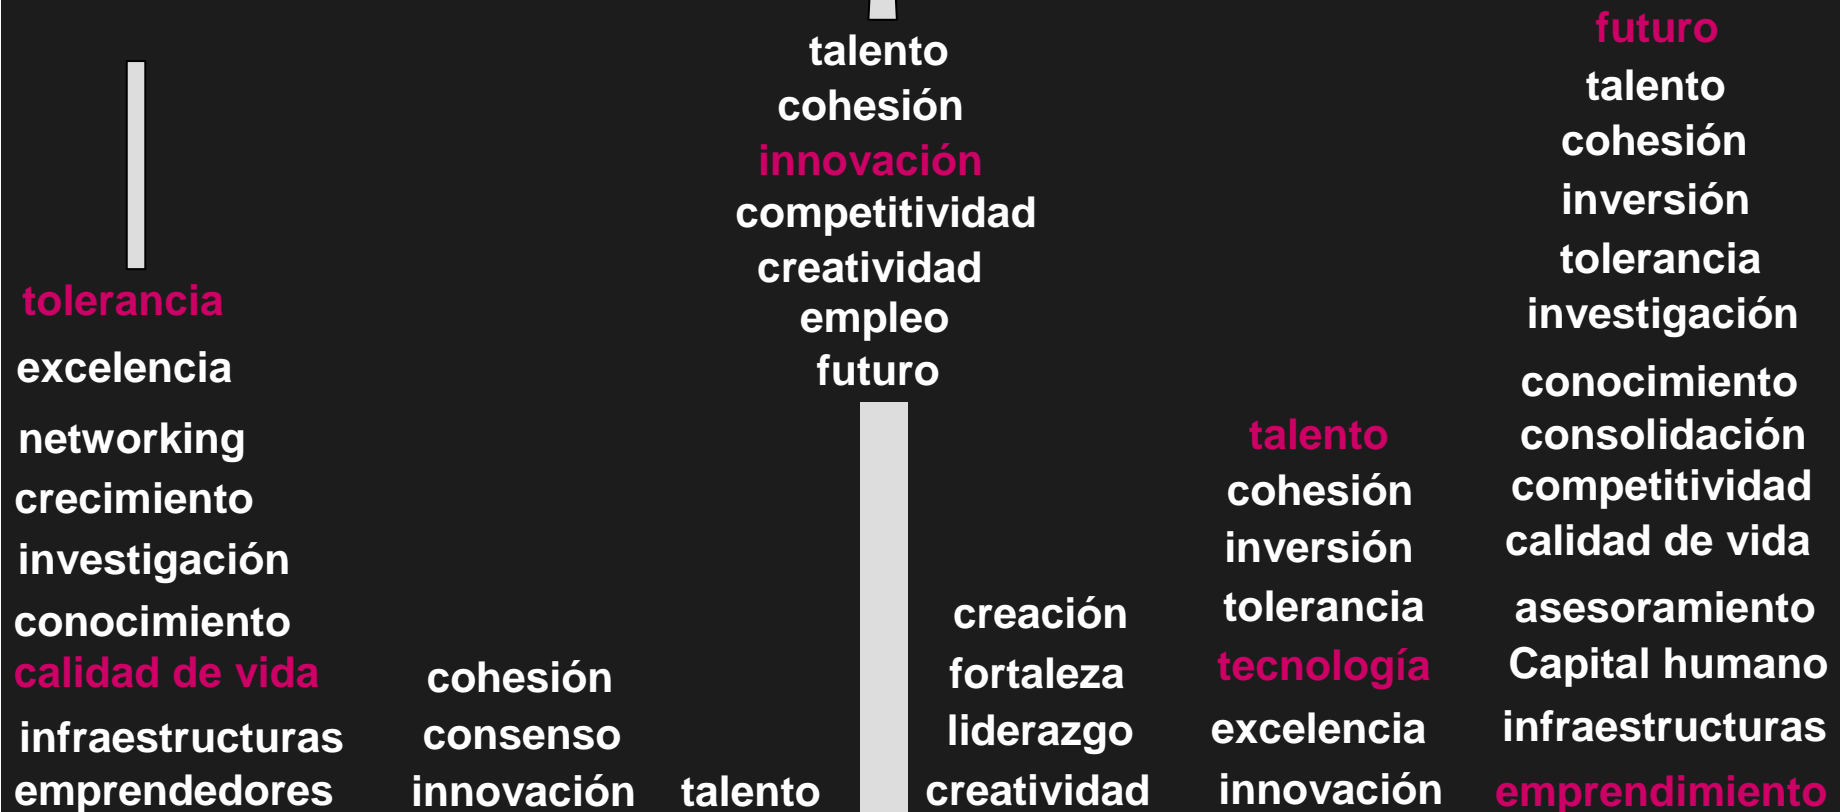 tolerancia
excelencia
networking
crecimiento
investigación
conocimiento
calidad de vida
infraestructuras
emprendedores
cohesión
consenso
innovación
talento
talento
cohesión
innovación
competitividad
creatividad
empleo
futuro
creación
fortaleza
liderazgo
creatividad
talento
cohesión
inversión
tolerancia
tecnología
excelencia
innovación
futuro
talento
cohesión
inversión
tolerancia
investigación
conocimiento
consolidación
competitividad
calidad de vida
asesoramiento
Capital humano
infraestructuras
emprendimiento